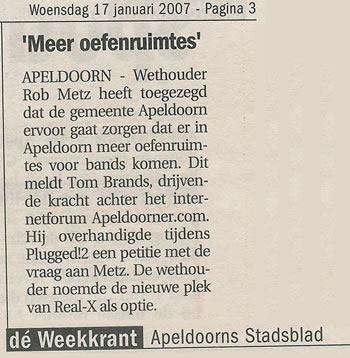 Woensdag 17 januari 2007 - Pagina 3
'Meer oefenruimtes'
APELDOORN - Wethouder
Rob Metz heeft toegezegd
dat de gemeente Apeldoorn
ervoor gaat zorgen dat er in
Apeldoorn meer oefenruim-
tes voor bands komen. Dit
meldt Tom Brands, drijven-
de kracht achter het inter-
netforum Apeldoorner.com.
Hij overhandigde tijdens
Plugged!2 een petitie met de
vraag aan Metz. De wethou-
der noemde de nieuwe plek
van Real-X als optie.
dé Weekkrant Apeldoorns Stadsblad